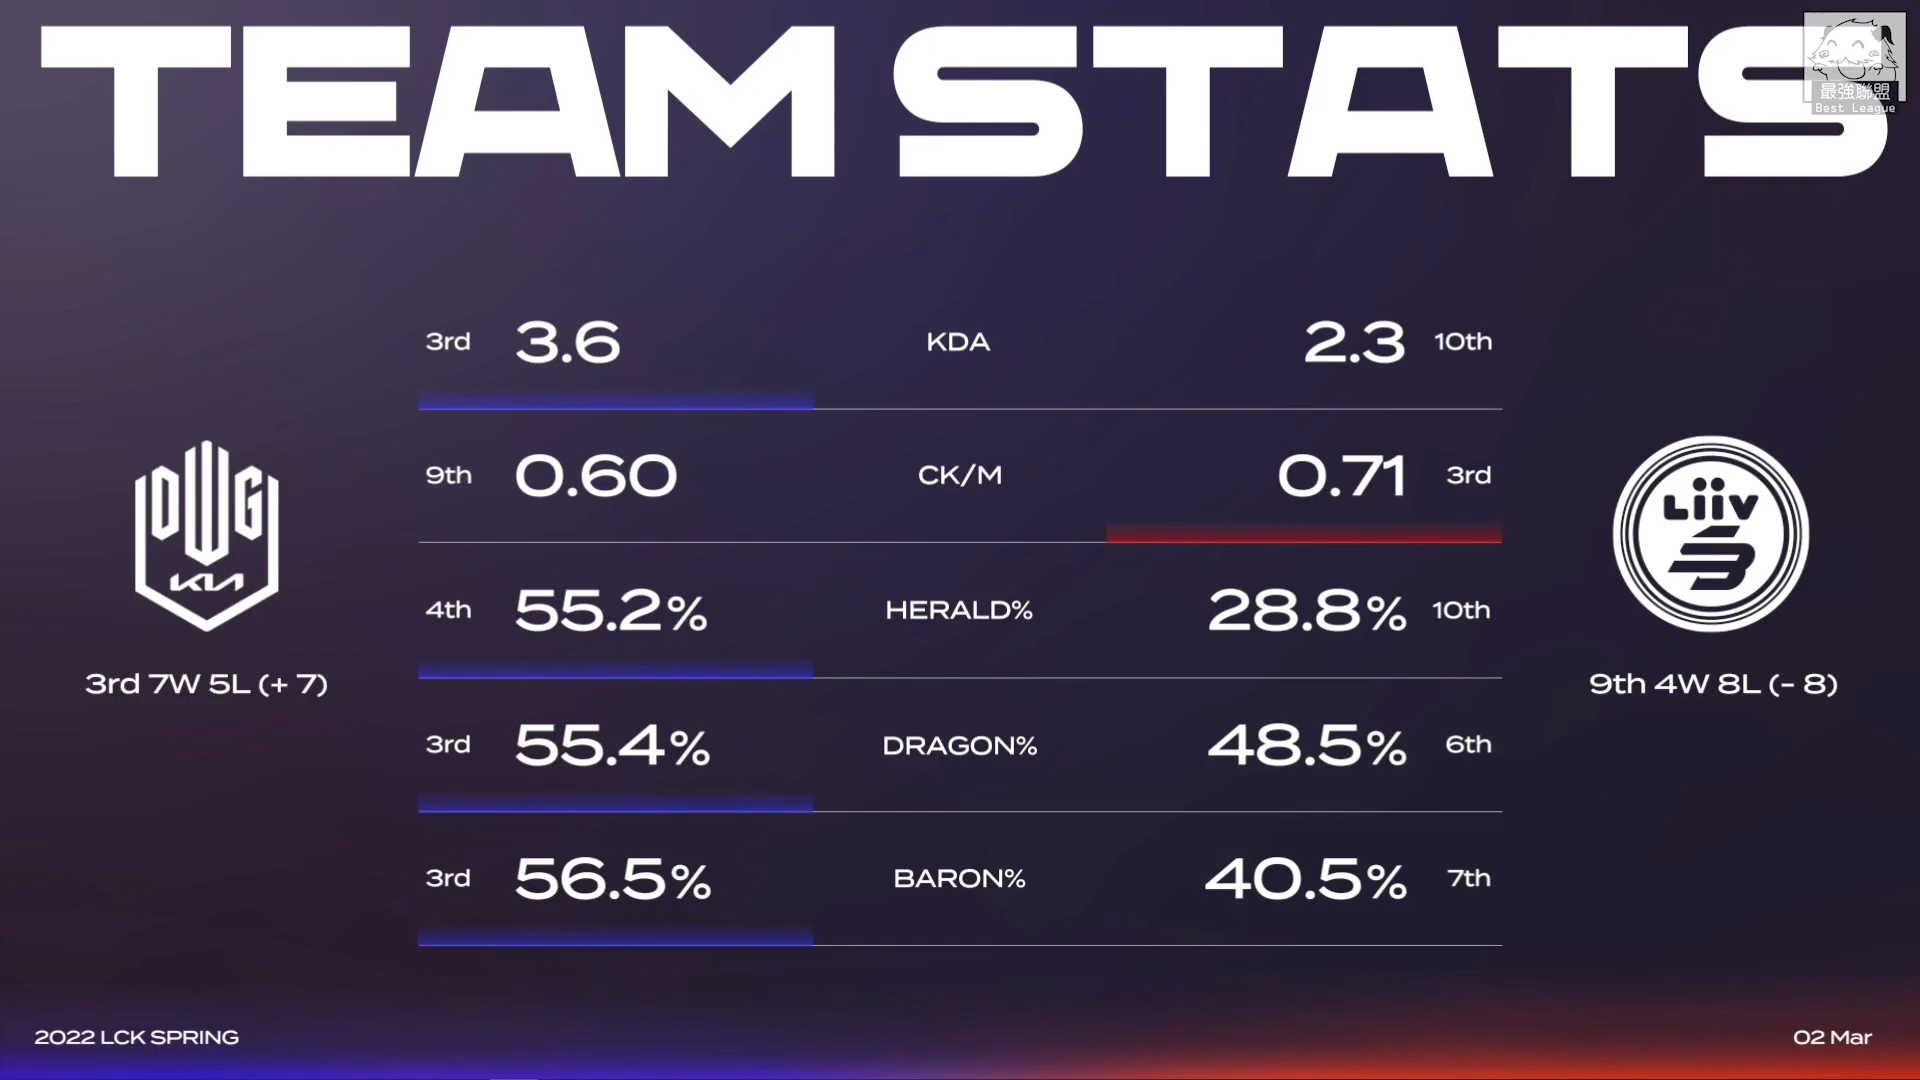 TEAM STATS
最強聯盟
Best League
3rd 3.6 KDA 2.3 10th
9th 0.60 CK/M 0.71 3rd
4th 55.2% HERALD% 28.8% 10th
3rd 55.4% DRAGON% 48.5% 6th
3rd 56.5% BARON% 40.5% 7th
DWG
KIA
3rd 7W 5L (+ 7)
Liiv
SB
9th 4W 8L (- 8)
2022 LCK SPRING
02 Mar